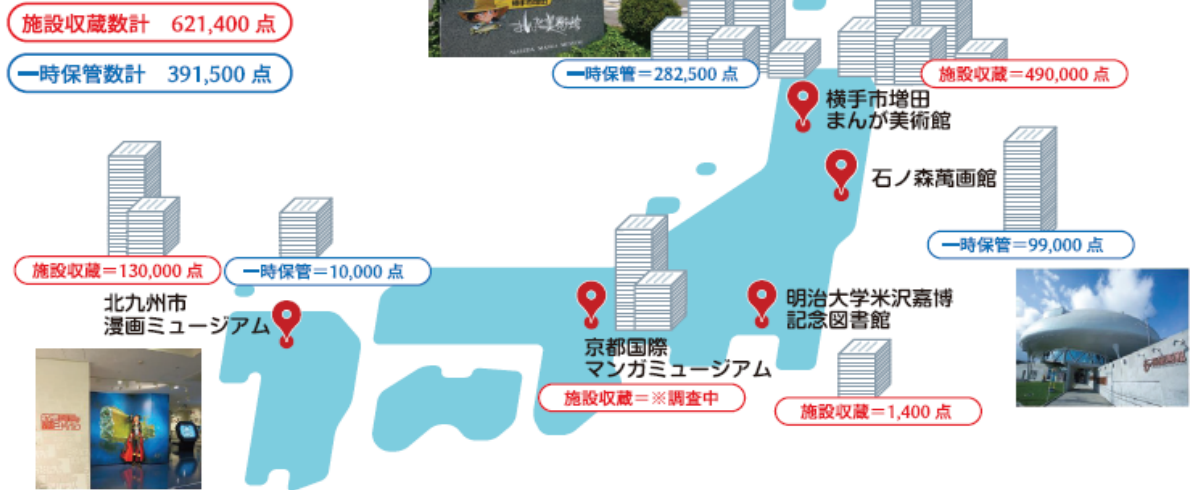 施設収蔵数計 621,400 点
一時保管数計 391,500 点
MASUDA MANGA MUSEUM
一時保管＝282,500 点
施設収蔵＝490,000 点
横手市増田
まんが美術館
石ノ森萬画館
一時保管＝99,000 点
施設収蔵＝130,000 点
一時保管＝10,000 点
北九州市
漫画ミュージアム
明治大学米沢嘉博
記念図書館
京都国際
マンガミュージアム
施設収蔵＝※調査中
施設収蔵＝1,400 点